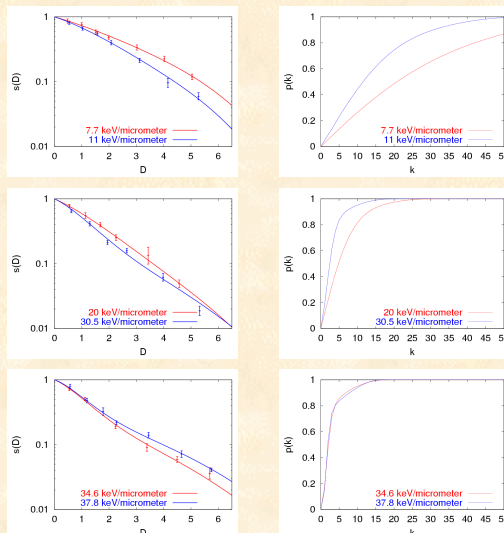 1
0.1
0.01
s(D)
0 1 2 3 4 5 6
D
7.7 keV/micrometer
11 keV/micrometer
1
0.8
0.6
0.4
0.2
0
p(k)
0 5 10 15 20 25 30 35 40 45 50
k
7.7 keV/micrometer
11 keV/micrometer
1
0.1
0.01
s(D)
0 1 2 3 4 5 6
D
20 keV/micrometer
30.5 keV/micrometer
1
0.8
0.6
0.4
0.2
0
p(k)
0 5 10 15 20 25 30 35 40 45 50
k
20 keV/micrometer
30.5 keV/micrometer
1
0.1
0.01
s(D)
0 1 2 3 4 5 6
D
34.6 keV/micrometer
37.8 keV/micrometer
1
0.8
0.6
0.4
0.2
0
p(k)
0 5 10 15 20 25 30 35 40 45 50
k
34.6 keV/micrometer
37.8 keV/micrometer